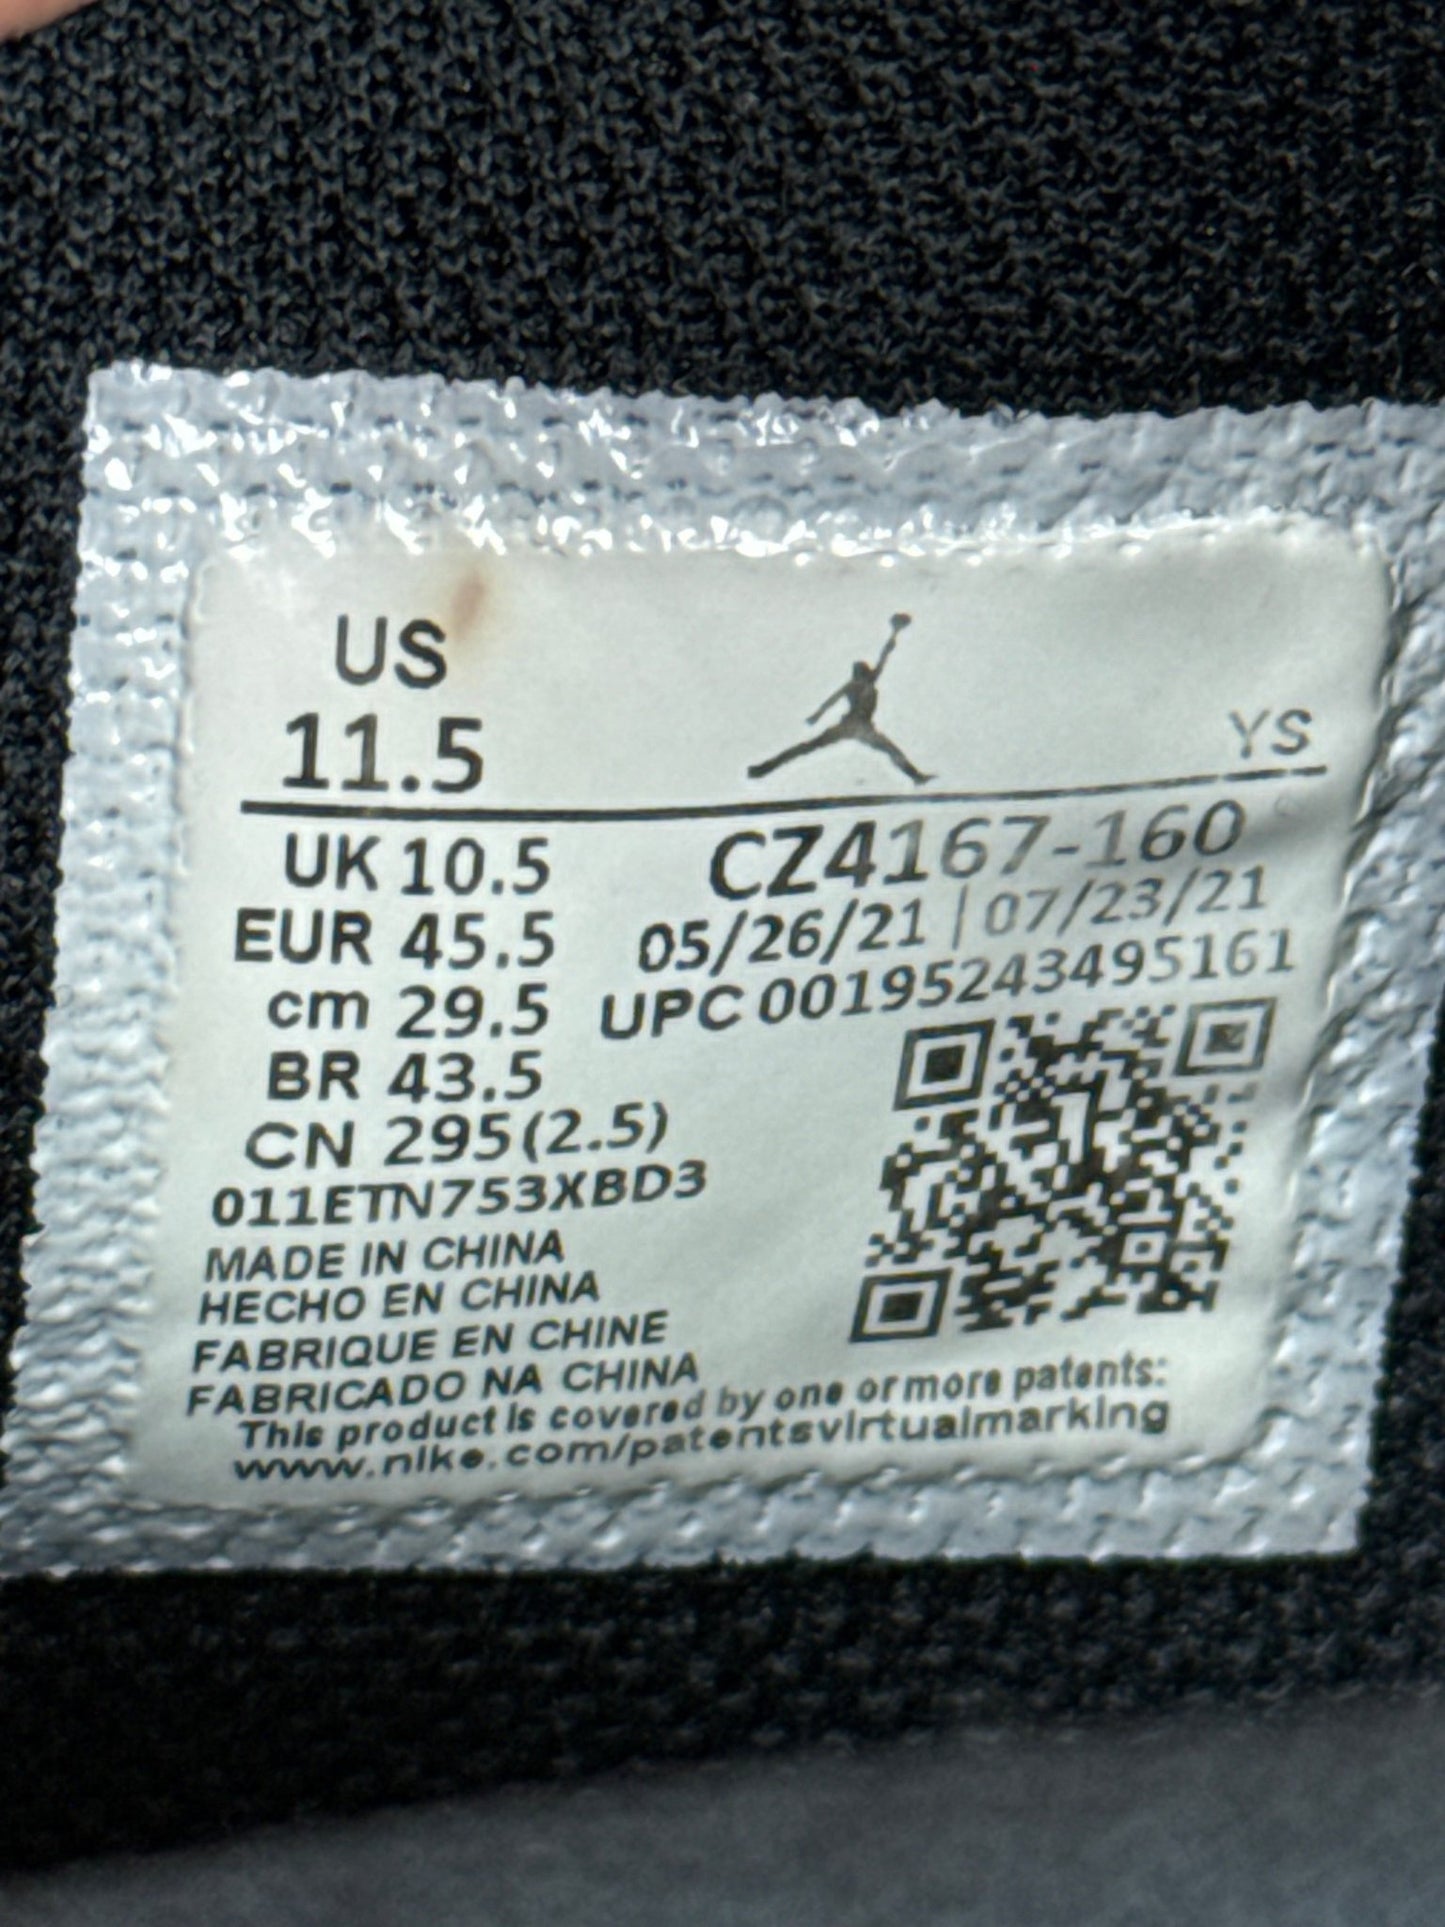 US
11.5
YS
UK 10.5
EUR 45.5
cm 29.5
BR 43.5
CN 295(2.5)
011ETN753XBD3
CZ4167-160
05/26/21 | 07/23/21
UPC 00195243495161
MADE IN CHINA
HECHO EN CHINA
FABRIQUE EN CHINE
FABRICADO NA CHINA
This product is covered by one or more patents:
www.nike.com/patentsvirtualmarking